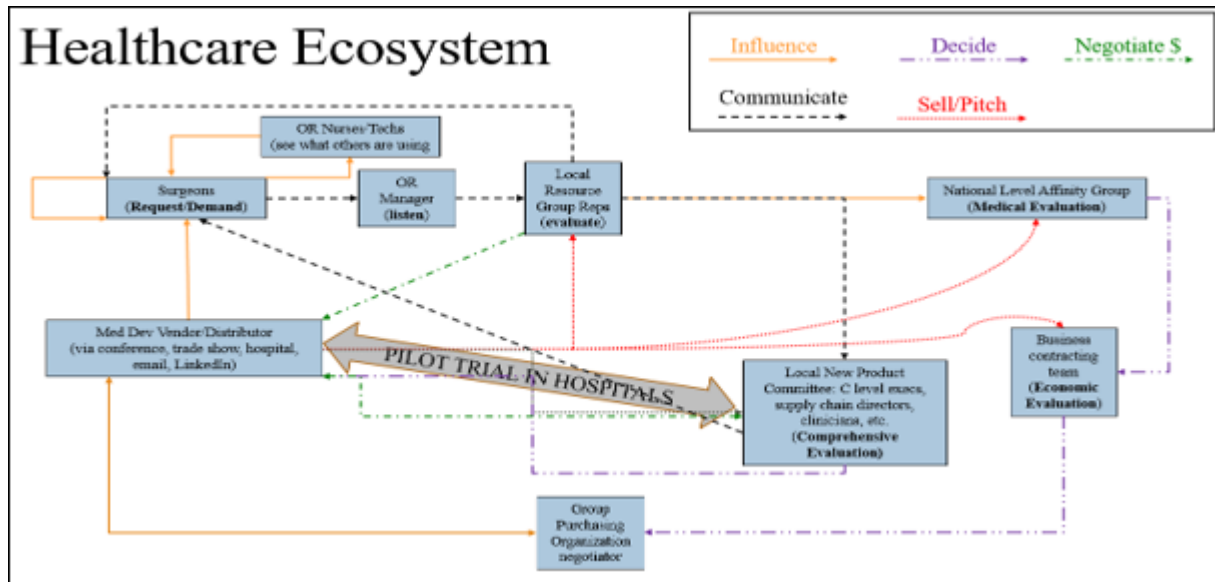 Healthcare Ecosystem
Influence
Decide
Negotiate $
Communicate
Sell/Pitch
OR Nurses/Techs
(see what others are using
Surgeons
(Request/Demand)
OR
Manager
(listen)
Local
Resource
Group Reps
(evaluate)
National Level Affinity Group
(Medical Evaluation)
Med Dev Vendor/Distributor
(via conference, trade show, hospital,
email, LinkedIn)
PILOT TRIAL IN HOSPITALS
Local New Product
Committee: C level execs,
supply chain directors,
clinicians, etc.
(Comprehensive
Evaluation)
Business
contracting
team
(Economic
Evaluation)
Group
Purchasing
Organization
negotiator